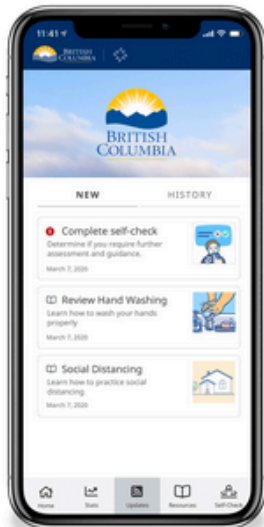 11:41
BRITISH
COLUMBIA
BRITISH
COLUMBIA
NEW HISTORY
Complete self-check
Determine if you require further
assessment and guidance.
March 7, 2020
Review Hand Washing
Learn how to wash your hands
properly
March 7, 2020
Social Distancing
Learn how to practice social
distancing
March 7, 2020
Home Stats Updates Resources Self-Check